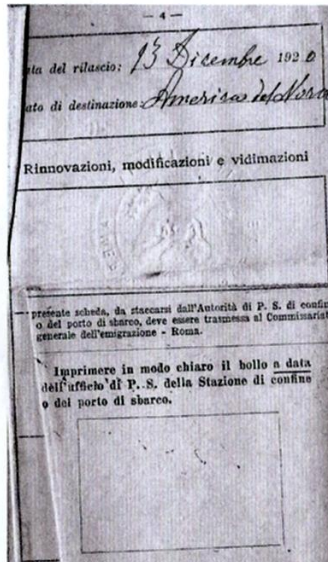 — 4 —
ta del rilascio: 13 Dicembre 1920
ato di destinazione America del Nord
Rinnovazioni, modificazioni e vidimazioni
presente scheda, da staccarsi dall'Autorità di P. S. di confin
o del porto di sbarco, deve essere trasmessa al Commissariat
generale dell'emigrazione - Roma.
Imprimere in modo chiaro il bollo a data
dell'ufficio di P. S. della Stazione di confine
o del porto di sbarco.